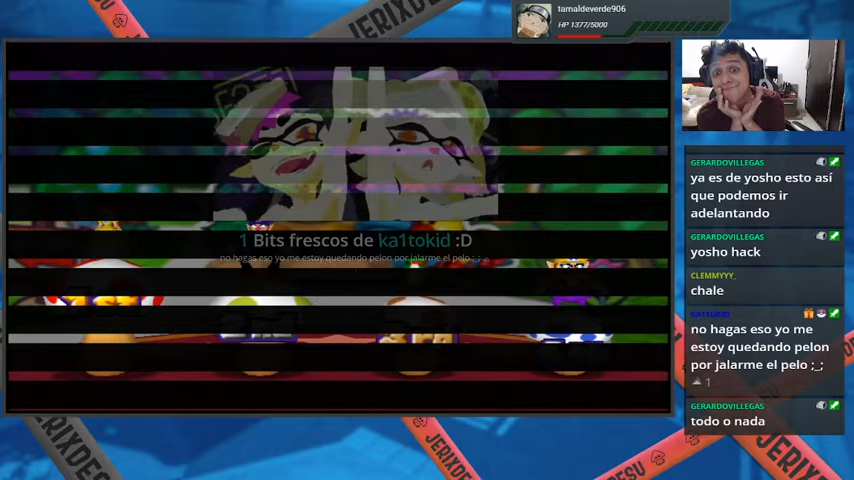 JERIXDESU
tamaldeverde906
HP 1377/5000
1 Bits frescos de ka1tokid :D
no hagas eso yo me estoy quedando pelon por jalarme el pelo ;_;
GERARDOVILLEGAS
ya es de yosho esto así
que podemos ir
adelantando
GERARDOVILLEGAS
yosho hack
CLEMMYYY_
chale
KA1TOKID
no hagas eso yo me
estoy quedando pelon
por jalarme el pelo ;_;
1
GERARDOVILLEGAS
todo o nada
JERIXDESU
JERIXDESU